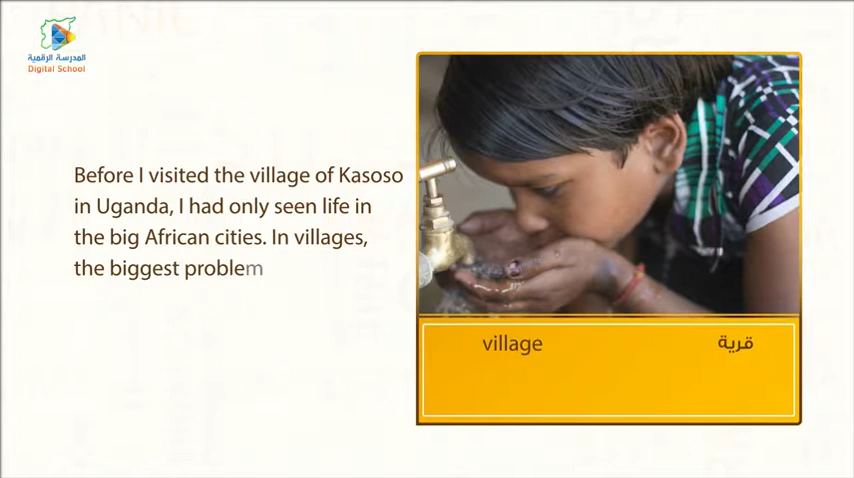 المدرسة الرقمية
Digital School
Before I visited the village of Kasoso
in Uganda, I had only seen life in
the big African cities. In villages,
the biggest problem
village قرية